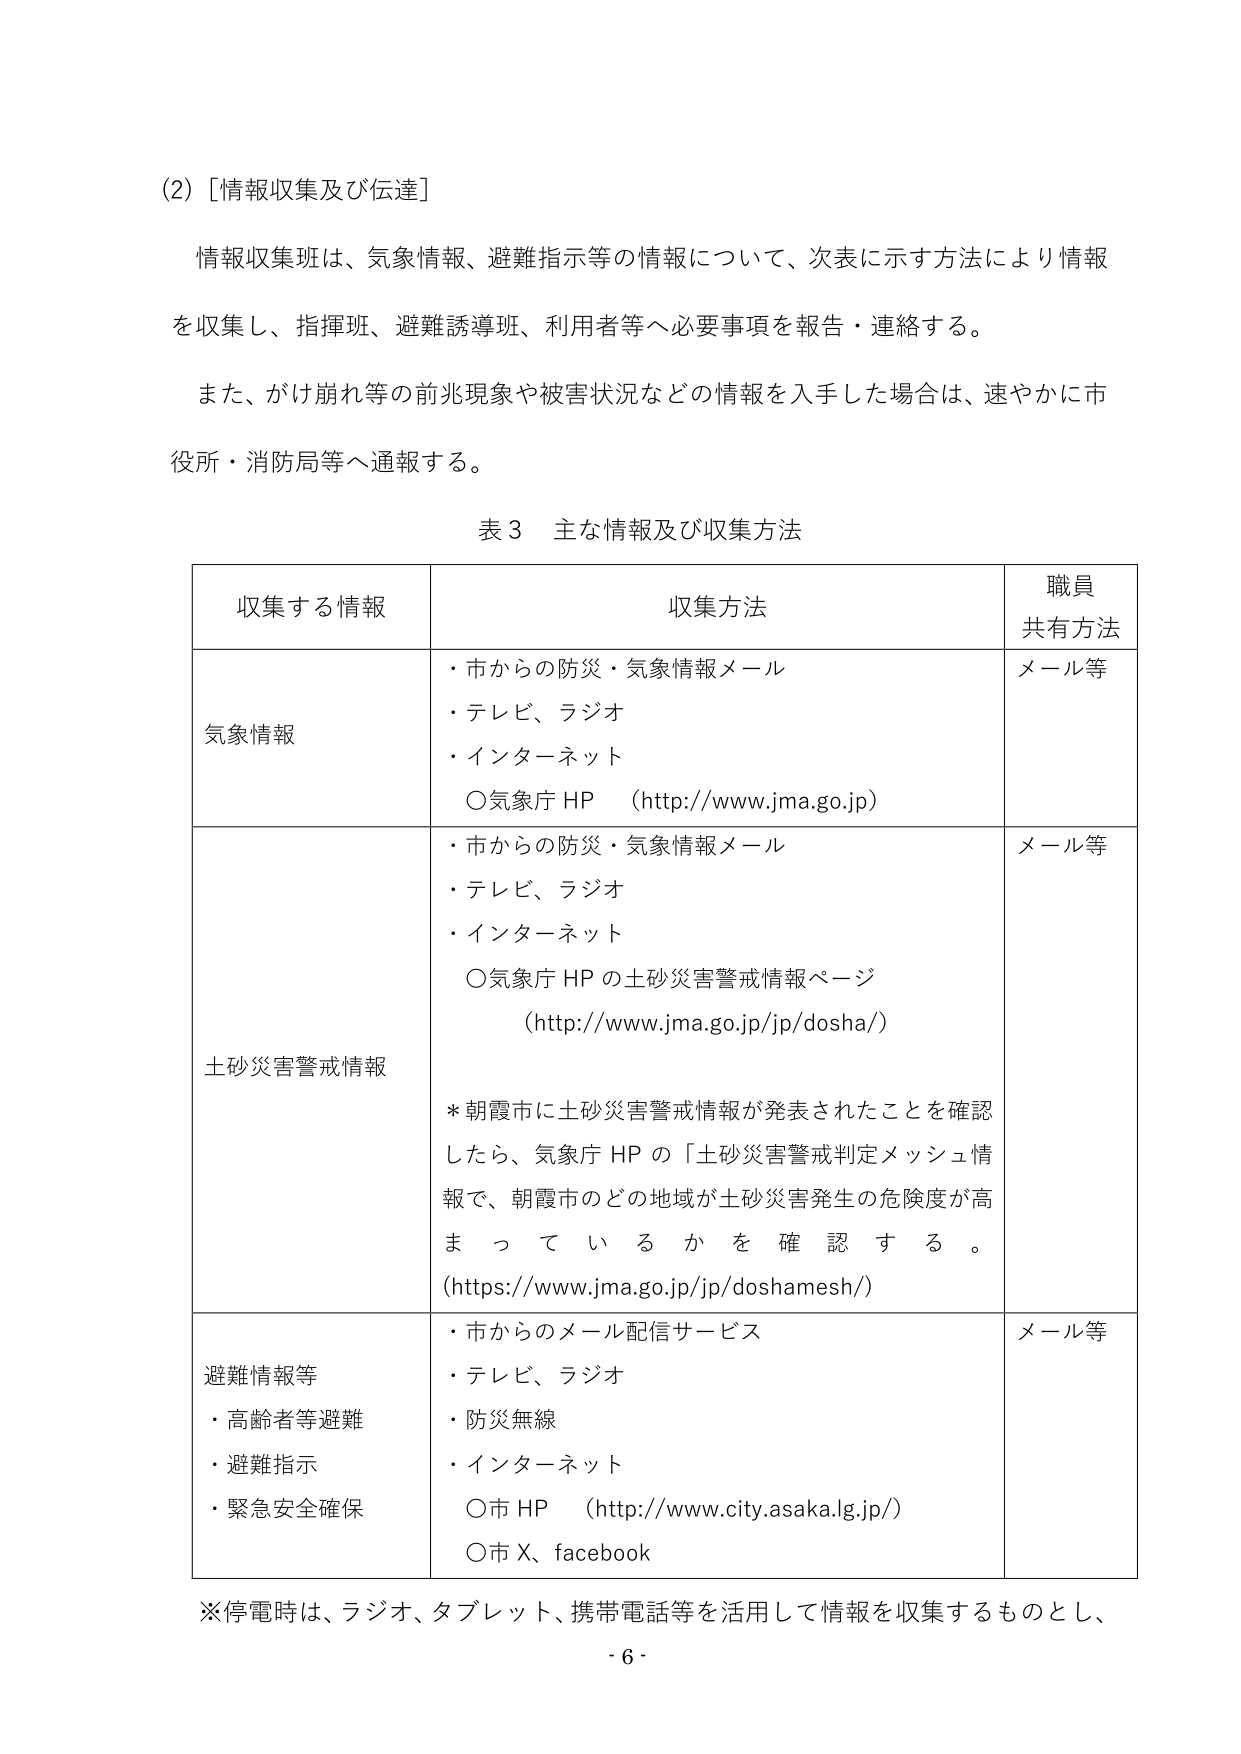 (2)［情報収集及び伝達］
情報収集班は、気象情報、避難指示等の情報について、次表に示す方法により情報
を収集し、指揮班、避難誘導班、利用者等へ必要事項を報告・連絡する。
また、がけ崩れ等の前兆現象や被害状況などの情報を入手した場合は、速やかに市
役所・消防局等へ通報する。
表３　主な情報及び収集方法
収集する情報
収集方法
職員
共有方法
気象情報
・市からの防災・気象情報メール
・テレビ、ラジオ
・インターネット
〇気象庁 HP　（http://www.jma.go.jp）
メール等
土砂災害警戒情報
・市からの防災・気象情報メール
・テレビ、ラジオ
・インターネット
〇気象庁 HP の土砂災害警戒情報ページ
（http://www.jma.go.jp/jp/dosha/）
＊朝霞市に土砂災害警戒情報が発表されたことを確認
したら、気象庁 HP の「土砂災害警戒判定メッシュ情
報で、朝霞市のどの地域が土砂災害発生の危険度が高
まっているかを確認する。
(https://www.jma.go.jp/jp/doshamesh/)
メール等
避難情報等
・高齢者等避難
・避難指示
・緊急安全確保
・市からのメール配信サービス
・テレビ、ラジオ
・防災無線
・インターネット
〇市 HP　（http://www.city.asaka.lg.jp/）
〇市 X、facebook
メール等
※停電時は、ラジオ、タブレット、携帯電話等を活用して情報を収集するものとし、
- 6 -